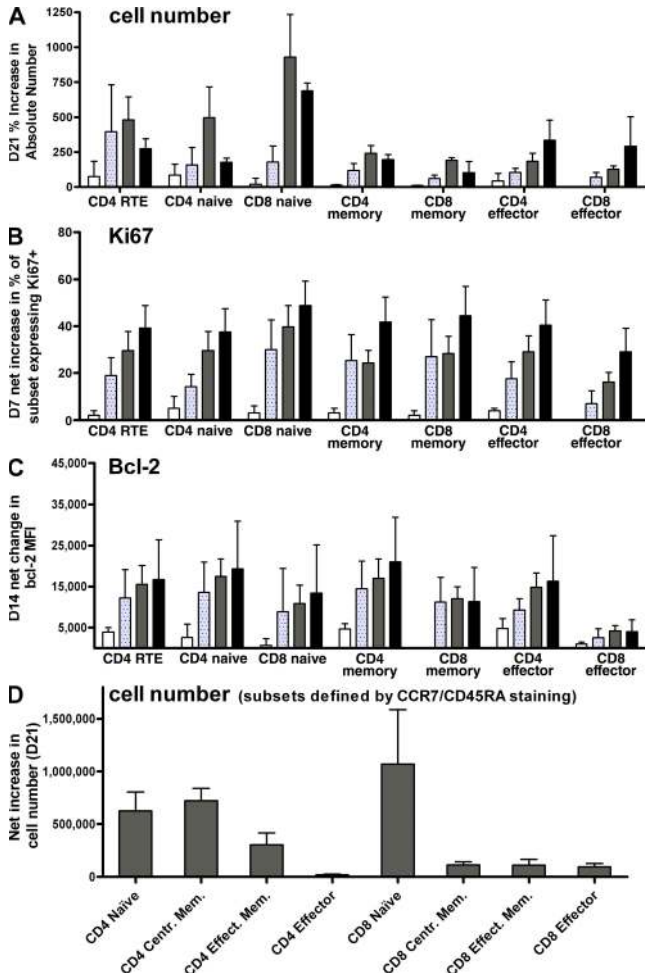 A cell number
D21 % Increase in
Absolute Number
1250
1000
750
500
250
0
CD4 RTE CD4 naive CD8 naive CD4 memory CD8 memory CD4 effector CD8 effector
B Ki67
D7 net increase in % of
subset expressing Ki67+
80
60
40
20
0
CD4 RTE CD4 naive CD8 naive CD4 memory CD8 memory CD4 effector CD8 effector
C Bcl-2
D14 net change in
bcl-2 MFI
45,000
35,000
25,000
15,000
5,000
CD4 RTE CD4 naive CD8 naive CD4 memory CD8 memory CD4 effector CD8 effector
D cell number (subsets defined by CCR7/CD45RA staining)
Net increase in
cell number (D21)
1,500,000
1,000,000
500,000
0
CD4 Naïve
CD4 Centr. Mem.
CD4 Effect. Mem.
CD4 Effector
CD8 Naïve
CD8 Centr. Mem.
CD8 Effect. Mem.
CD8 Effector